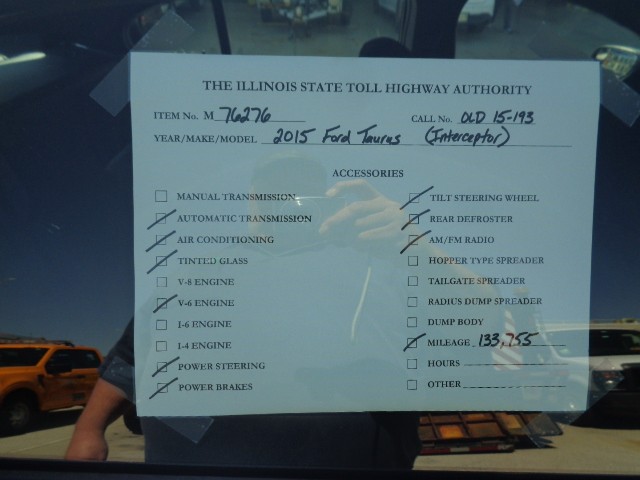 THE ILLINOIS STATE TOLL HIGHWAY AUTHORITY
ITEM No. M 76276 CALL No. OLD 15-193
YEAR/MAKE/MODEL 2015 Ford Taurus (Interceptor)
ACCESSORIES
MANUAL TRANSMISSION TILT STEERING WHEEL
AUTOMATIC TRANSMISSION REAR DEFROSTER
AIR CONDITIONING AM/FM RADIO
TINTED GLASS HOPPER TYPE SPREADER
V-8 ENGINE TAILGATE SPREADER
V-6 ENGINE RADIUS DUMP SPREADER
I-6 ENGINE DUMP BODY
I-4 ENGINE MILEAGE 133,755
POWER STEERING HOURS
POWER BRAKES OTHER